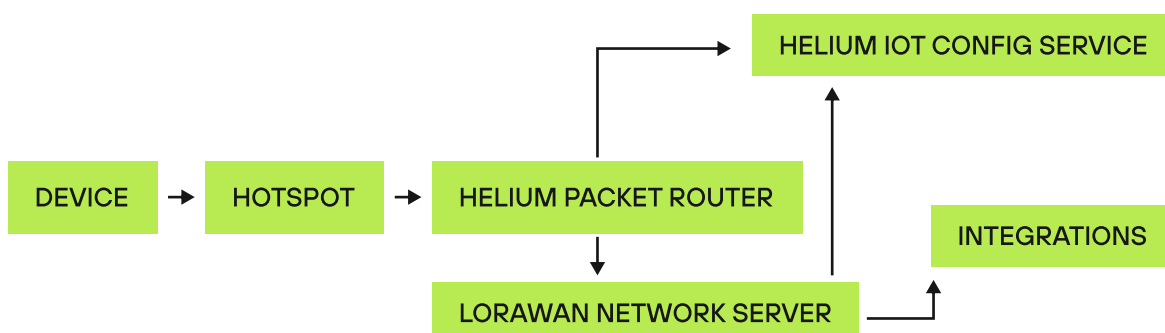 HELIUM IOT CONFIG SERVICE
DEVICE
HOTSPOT
HELIUM PACKET ROUTER
INTEGRATIONS
LORAWAN NETWORK SERVER